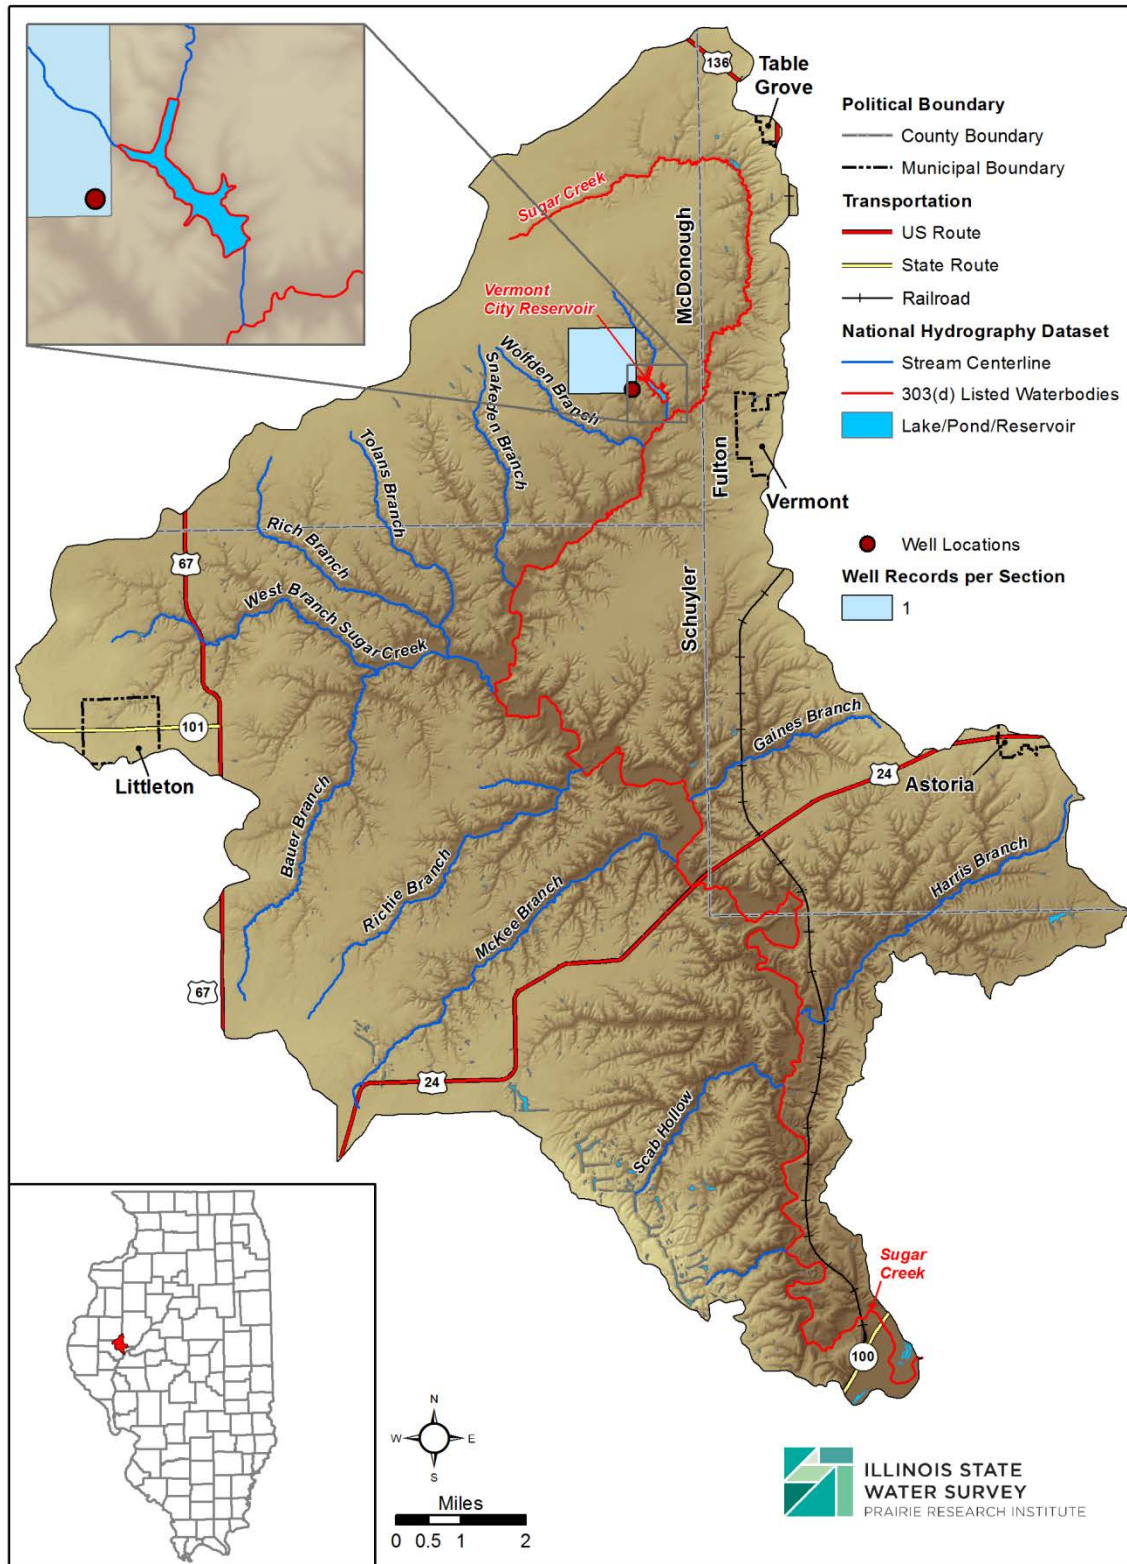 136
Table
Grove
Sugar Creek
McDonough
Vermont
City Reservoir
Wolfden Branch
Snakeden Branch
Tolans Branch
Fulton
Vermont
Rich Branch
67
West Branch Sugar Creek
Schuyler
101
Littleton
Gaines Branch
24
Astoria
Bauer Branch
Richie Branch
McKee Branch
Harris Branch
67
24
Scab Hollow
Sugar
Creek
100
Political Boundary
County Boundary
Municipal Boundary
Transportation
US Route
State Route
Railroad
National Hydrography Dataset
Stream Centerline
303(d) Listed Waterbodies
Lake/Pond/Reservoir
Well Locations
Well Records per Section
1
N
W E
S
Miles
0 0.5 1 2
ILLINOIS STATE
WATER SURVEY
PRAIRIE RESEARCH INSTITUTE